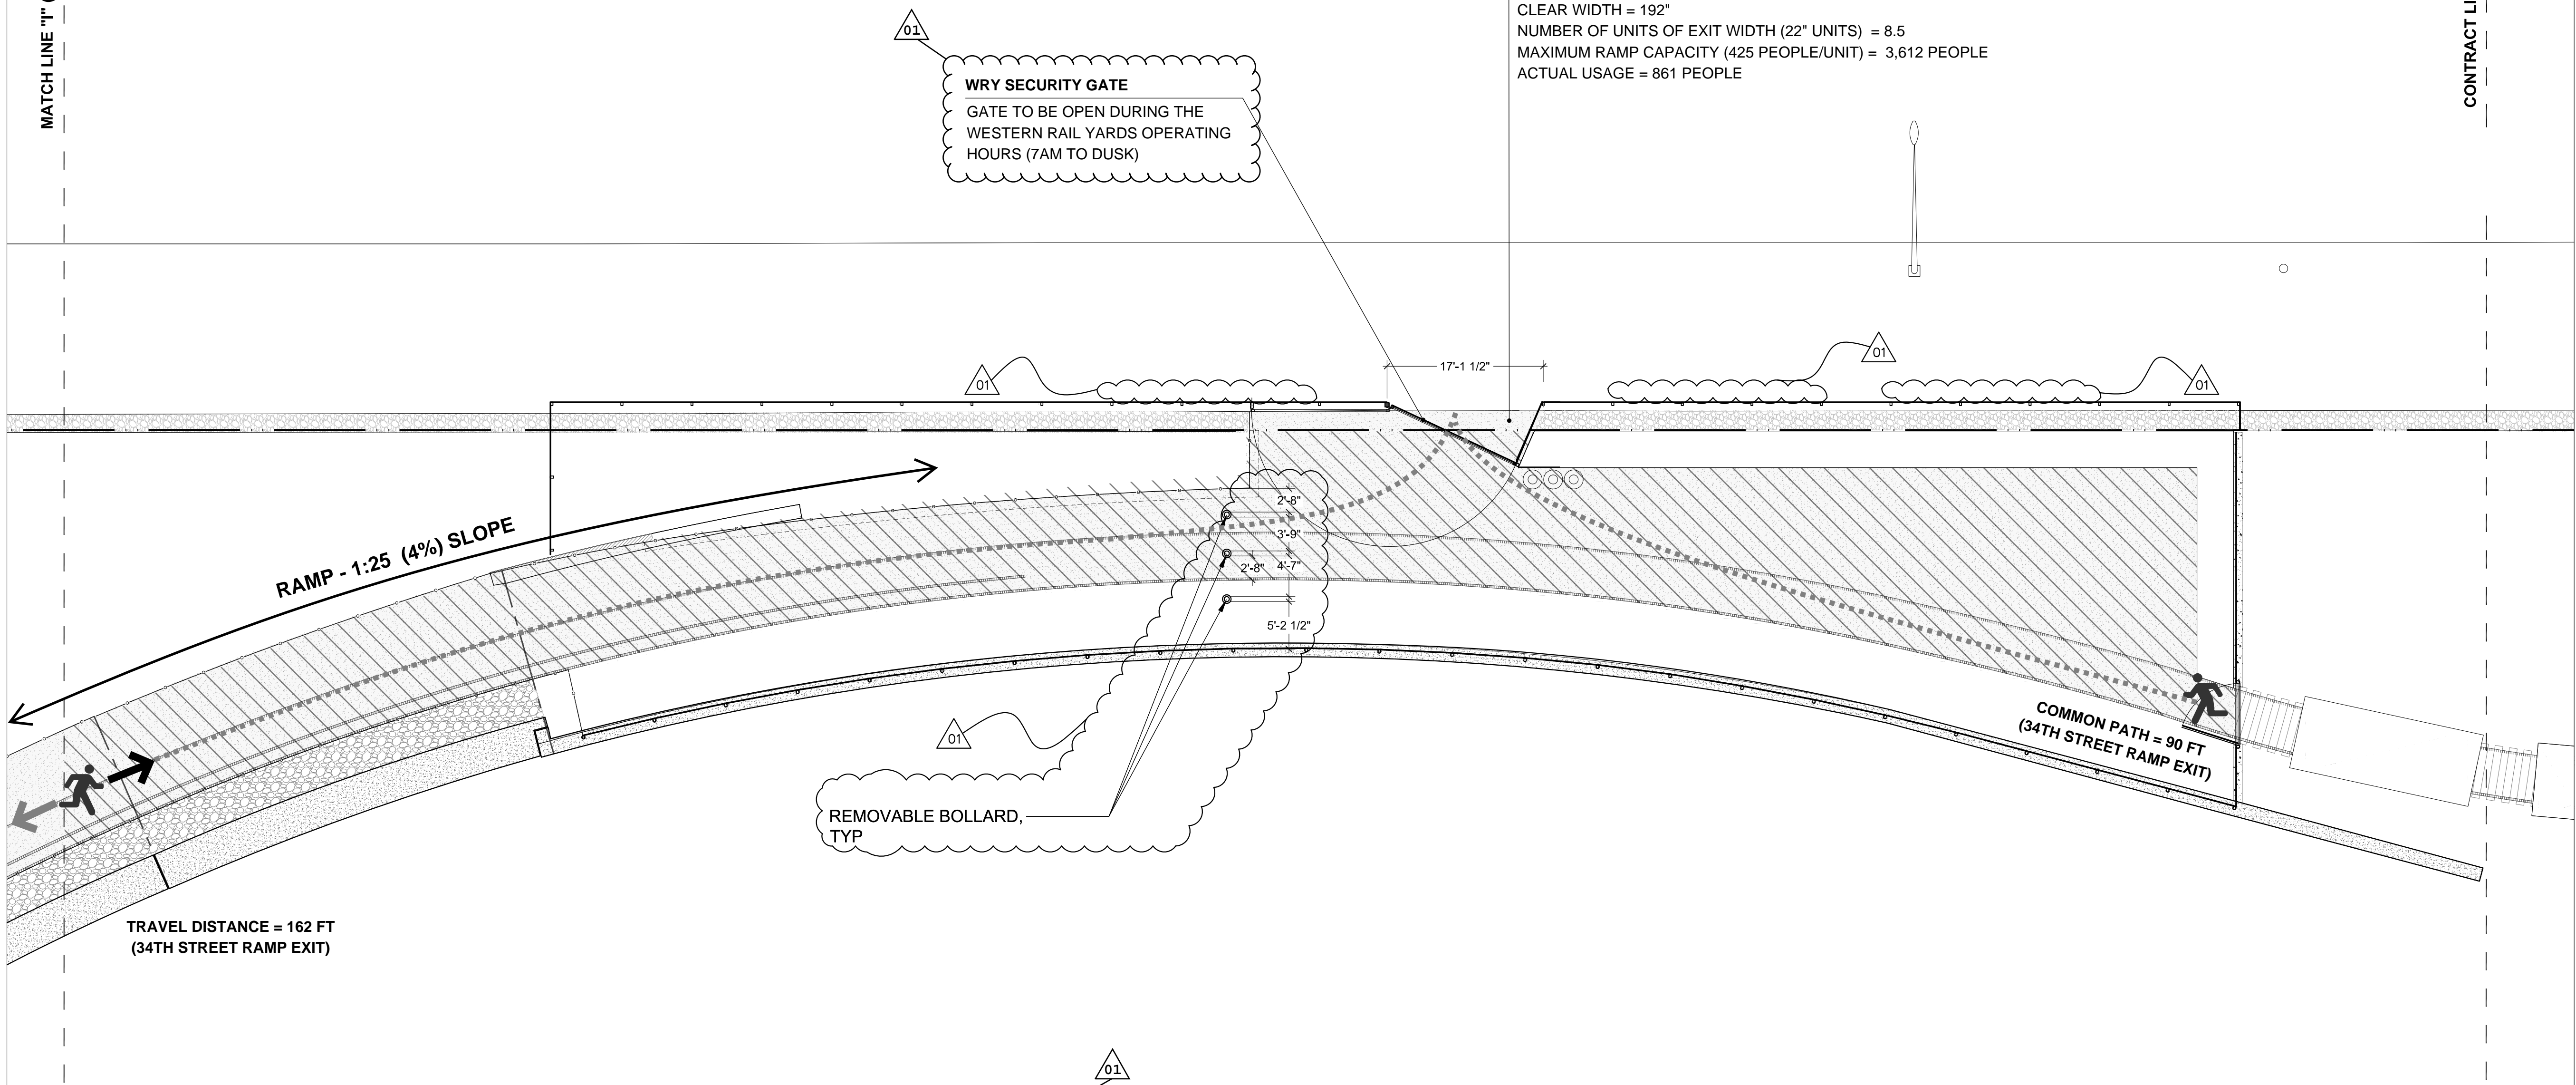 MATCH LINE "I" (
01
WRY SECURITY GATE
GATE TO BE OPEN DURING THE
WESTERN RAIL YARDS OPERATING
HOURS (7AM TO DUSK)
CLEAR WIDTH = 192"
NUMBER OF UNITS OF EXIT WIDTH (22" UNITS)  = 8.5
MAXIMUM RAMP CAPACITY (425 PEOPLE/UNIT) =  3,612 PEOPLE
ACTUAL USAGE = 861 PEOPLE
CONTRACT LI
01
17'-1 1/2"
01
01
RAMP - 1:25  (4%) SLOPE
2'-8"
3'-9"
2'-8"
4'-7"
5'-2 1/2"
01
REMOVABLE BOLLARD,
TYP
COMMON PATH = 90 FT
(34TH STREET RAMP EXIT)
TRAVEL DISTANCE = 162 FT
(34TH STREET RAMP EXIT)
01